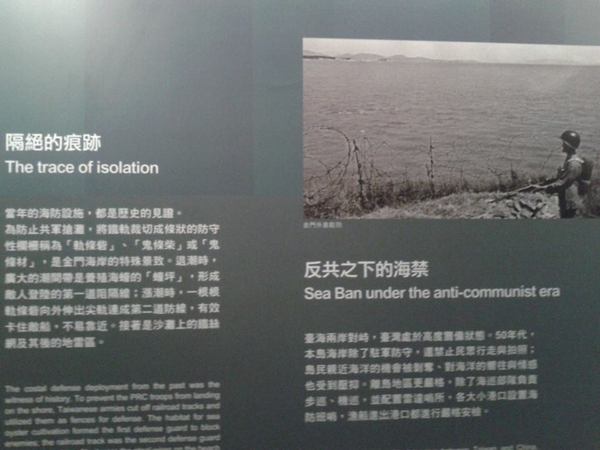 隔絕的痕跡
The trace of isolation
當年的海防設施，都是歷史的見證。
為防止共軍搶灘，將鐵軌裁切成條狀的防守
性欄柵稱為「軌條砦」、「鬼條柴」或「鬼
條材」，是金門海岸的特殊景致。退潮時，
廣大的潮間帶是養殖海蠣的「蠔坪」，形成
敵人登陸的第一道阻隔線；漲潮時，一根根
軌條砦向外伸出尖軌達成第二道防線，有效
卡住敵船，不易靠近。接著是沙灘上的鐵絲
網及其後的地雷區。
The costal defense deployment from the past was the
witness of history. To prevent the PRC troops from landing
on the shore, Taiwanese armies cut off railroad tracks and
utilized them as fences for defense. The habitat for sea
oyster cultivation formed the first defense guard to block
enemies; the railroad track was the second defense guard
反共之下的海禁
Sea Ban under the anti-communist era
臺海兩岸對峙，臺灣處於高度警備狀態。50年代，
本島海岸除了駐軍防守，還禁止民眾行走與拍照；
島民親近海洋的機會被剝奪、對海洋的嚮往與情感
也受到壓抑。離島地區更嚴格，除了海巡部隊負責
步巡、機巡，並配置雷達哨所，各大小港口設置海
防班哨，漁船進出港口都進行嚴格安檢。